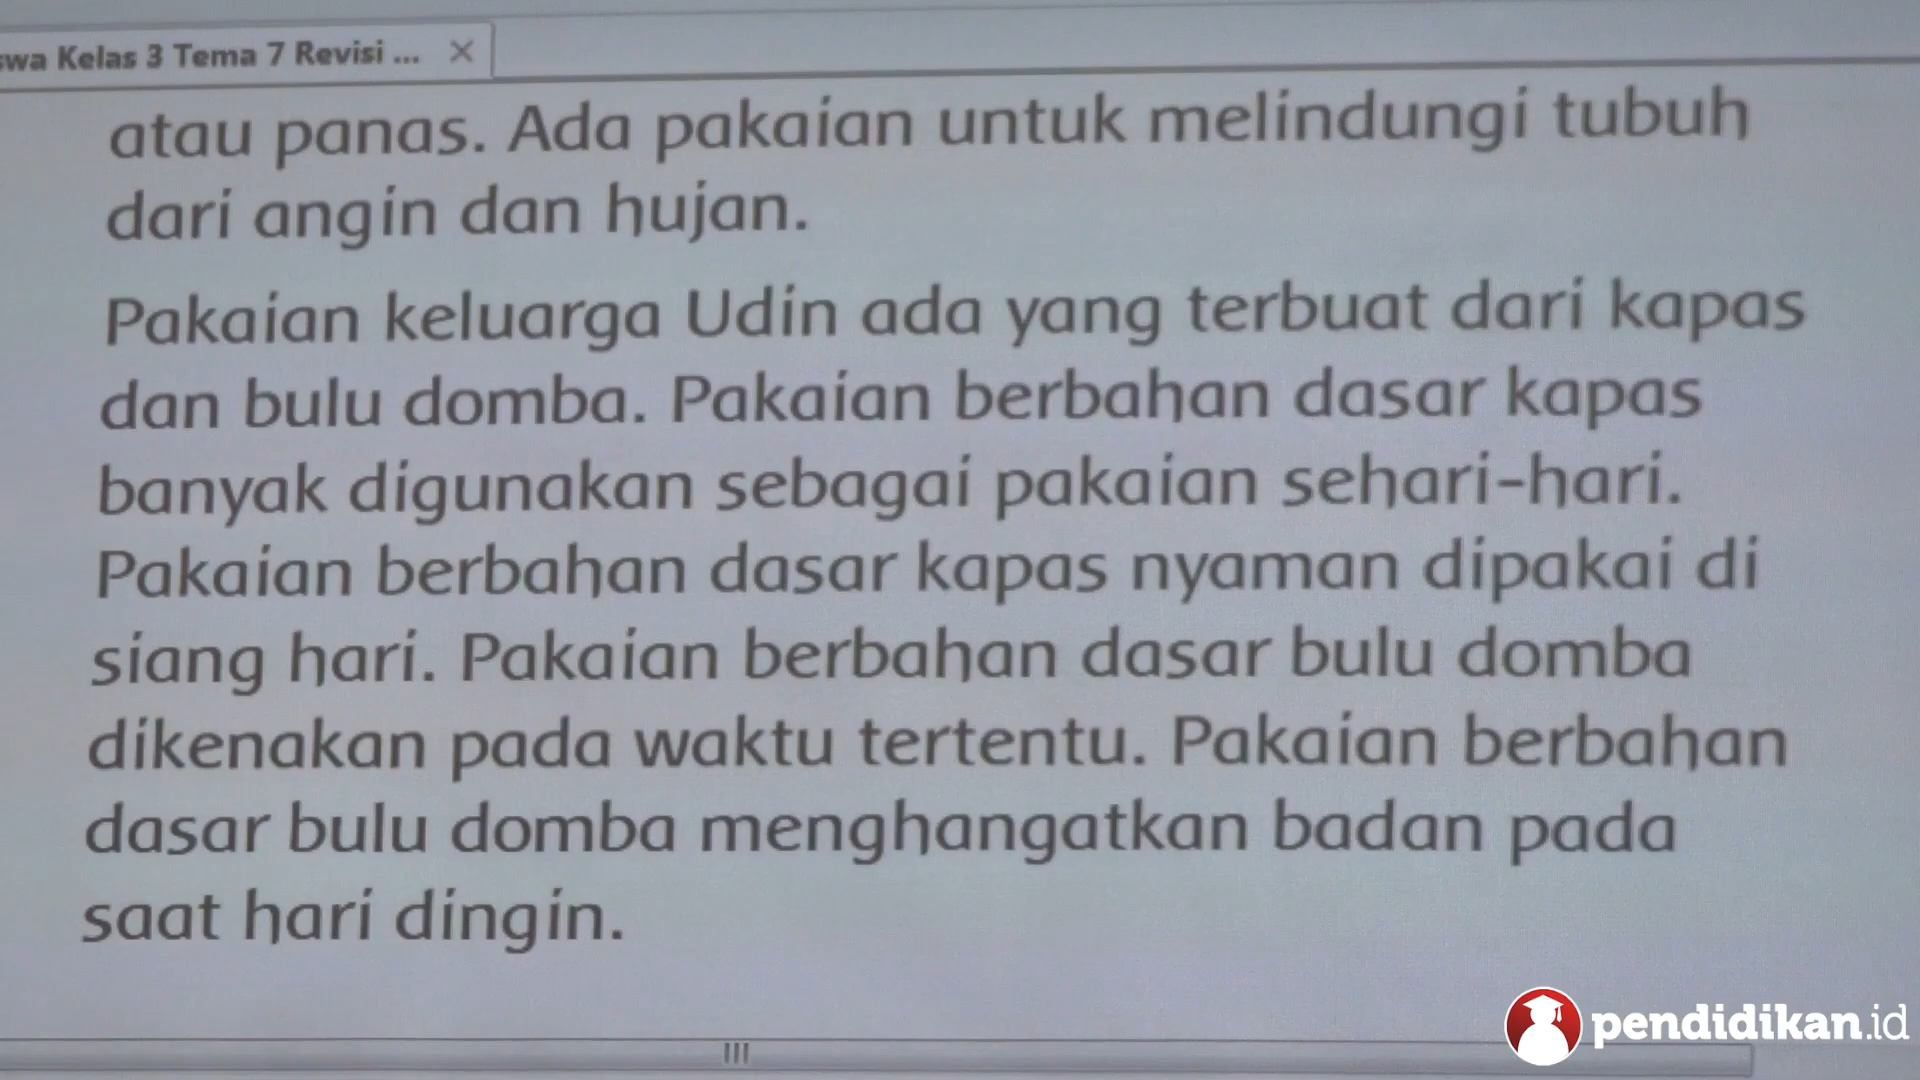 swa Kelas 3 Tema 7 Revisi ...
atau panas. Ada pakaian untuk melindungi tubuh
dari angin dan hujan.
Pakaian keluarga Udin ada yang terbuat dari kapas
dan bulu domba. Pakaian berbahan dasar kapas
banyak digunakan sebagai pakaian sehari-hari.
Pakaian berbahan dasar kapas nyaman dipakai di
siang hari. Pakaian berbahan dasar bulu domba
dikenakan pada waktu tertentu. Pakaian berbahan
dasar bulu domba menghangatkan badan pada
saat hari dingin.
pendidikan.id